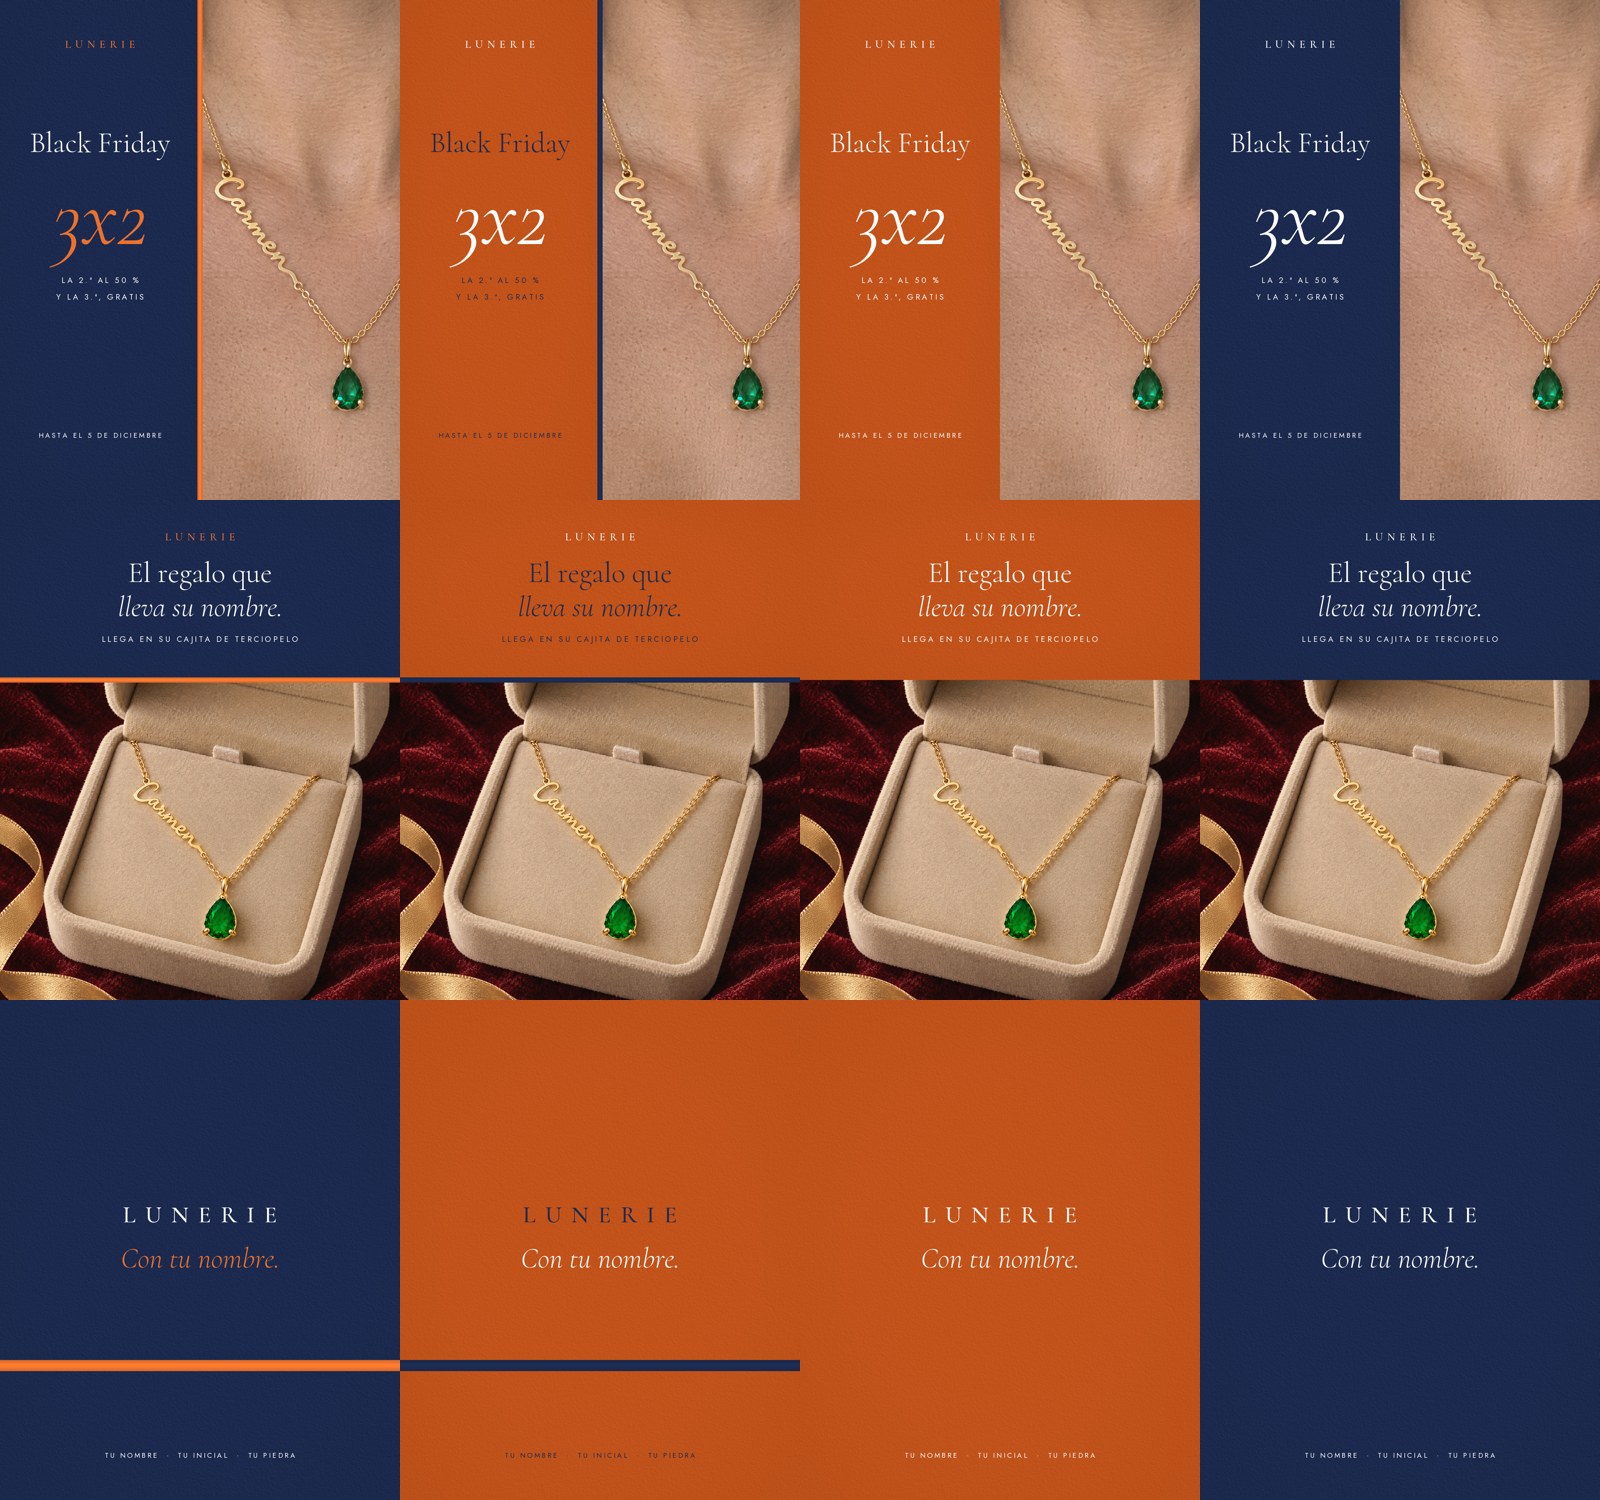 LUNERIE
Black Friday
3x2
LA 2.ª AL 50 %
Y LA 3.ª, GRATIS
HASTA EL 5 DE DICIEMBRE
Carmen
LUNERIE
Black Friday
3x2
LA 2.ª AL 50 %
Y LA 3.ª, GRATIS
HASTA EL 5 DE DICIEMBRE
Carmen
LUNERIE
Black Friday
3x2
LA 2.ª AL 50 %
Y LA 3.ª, GRATIS
HASTA EL 5 DE DICIEMBRE
Carmen
LUNERIE
Black Friday
3x2
LA 2.ª AL 50 %
Y LA 3.ª, GRATIS
HASTA EL 5 DE DICIEMBRE
Carmen
LUNERIE
El regalo que
lleva su nombre.
LLEGA EN SU CAJITA DE TERCIOPELO
Carmen
LUNERIE
El regalo que
lleva su nombre.
LLEGA EN SU CAJITA DE TERCIOPELO
Carmen
LUNERIE
El regalo que
lleva su nombre.
LLEGA EN SU CAJITA DE TERCIOPELO
Carmen
LUNERIE
El regalo que
lleva su nombre.
LLEGA EN SU CAJITA DE TERCIOPELO
Carmen
LUNERIE
Con tu nombre.
TU NOMBRE · TU INICIAL · TU PIEDRA
LUNERIE
Con tu nombre.
TU NOMBRE · TU INICIAL · TU PIEDRA
LUNERIE
Con tu nombre.
TU NOMBRE · TU INICIAL · TU PIEDRA
LUNERIE
Con tu nombre.
TU NOMBRE · TU INICIAL · TU PIEDRA